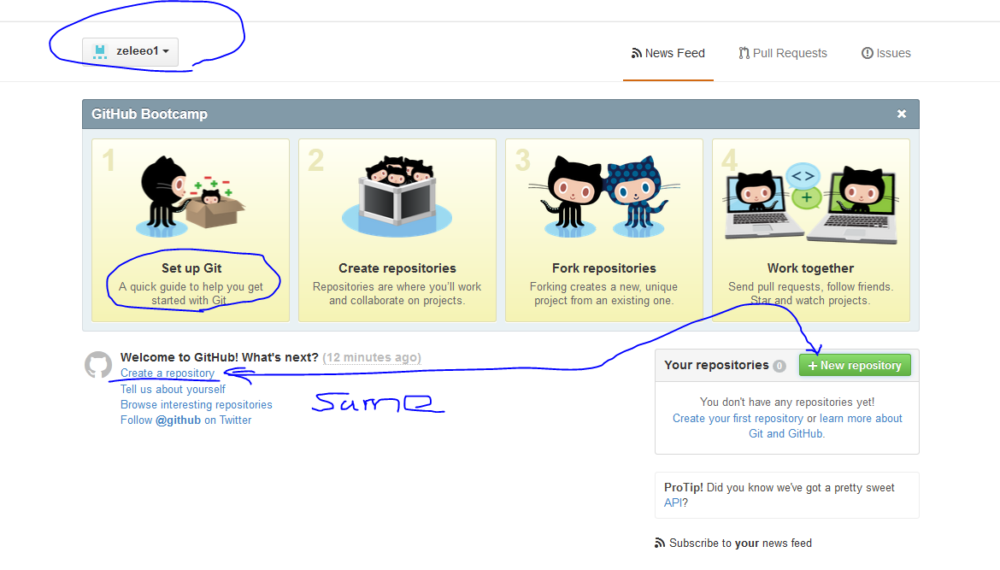 zeleeo1
News Feed
Pull Requests
Issues
GitHub Bootcamp
1
Set up Git
A quick guide to help you get
started with Git.
2
Create repositories
Repositories are where you'll work
and collaborate on projects.
3
Fork repositories
Forking creates a new, unique
project from an existing one.
4
<>
+
Work together
Send pull requests, follow friends.
Star and watch projects.
Welcome to GitHub! What's next? (12 minutes ago)
Create a repository
Tell us about yourself
Browse interesting repositories
Follow @github on Twitter
Same
Your repositories 0
+ New repository
You don't have any repositories yet!
Create your first repository or learn more about
Git and GitHub.
ProTip! Did you know we've got a pretty sweet
API?
Subscribe to your news feed